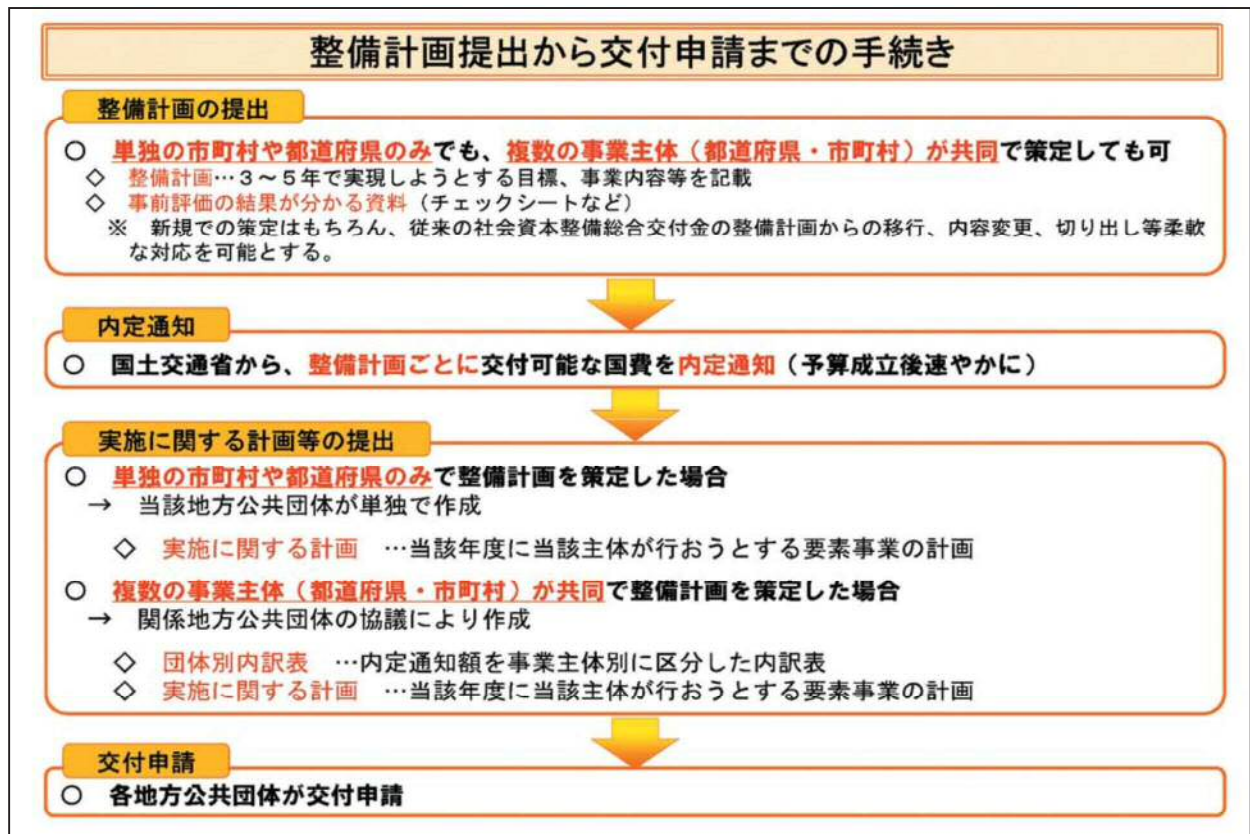 整備計画提出から交付申請までの手続き
整備計画の提出
○ 単独の市町村や都道府県のみでも、複数の事業主体（都道府県・市町村）が共同で策定しても可
◇ 整備計画…３～５年で実現しようとする目標、事業内容等を記載
◇ 事前評価の結果が分かる資料（チェックシートなど）
※ 新規での策定はもちろん、従来の社会資本整備総合交付金の整備計画からの移行、内容変更、切り出し等柔軟
な対応を可能とする。
内定通知
○ 国土交通省から、整備計画ごとに交付可能な国費を内定通知（予算成立後速やかに）
実施に関する計画等の提出
○ 単独の市町村や都道府県のみで整備計画を策定した場合
→ 当該地方公共団体が単独で作成
◇ 実施に関する計画 …当該年度に当該主体が行おうとする要素事業の計画
○ 複数の事業主体（都道府県・市町村）が共同で整備計画を策定した場合
→ 関係地方公共団体の協議により作成
◇ 団体別内訳表 …内定通知額を事業主体別に区分した内訳表
◇ 実施に関する計画 …当該年度に当該主体が行おうとする要素事業の計画
交付申請
○ 各地方公共団体が交付申請